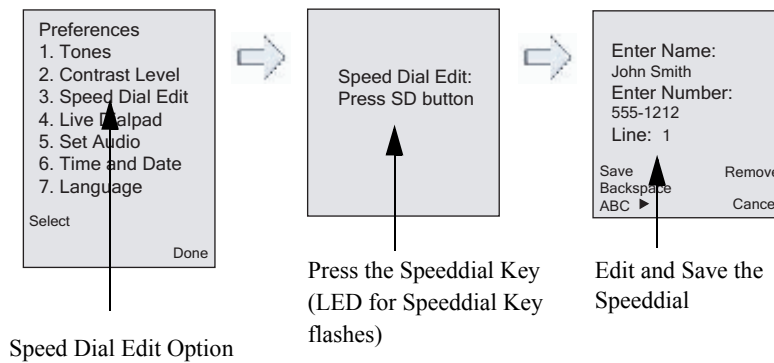 Preferences
1. Tones
2. Contrast Level
3. Speed Dial Edit
4. Live Dialpad
5. Set Audio
6. Time and Date
7. Language
Select
Done
Speed Dial Edit Option
Speed Dial Edit:
Press SD button
Press the Speeddial Key
(LED for Speeddial Key
flashes)
Enter Name:
John Smith
Enter Number:
555-1212
Line: 1
Save Remove
Backspace
ABC ► Cancel
Edit and Save the
Speeddial